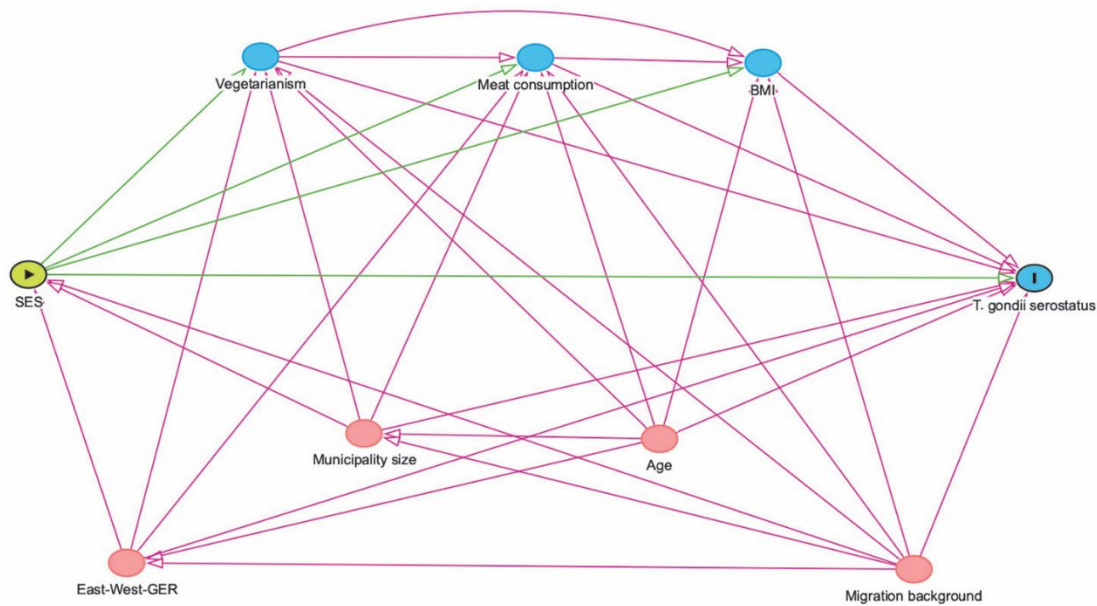 Vegetarianism
Meat consumption
BMI
SES
T. gondii serostatus
Municipality size
Age
East-West-GER
Migration background